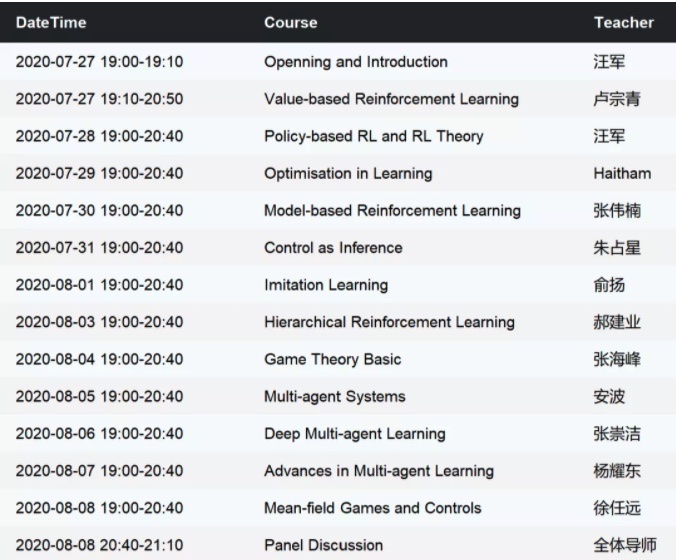 DateTime Course Teacher
2020-07-27 19:00-19:10 Openning and Introduction 汪军
2020-07-27 19:10-20:50 Value-based Reinforcement Learning 卢宗青
2020-07-28 19:00-20:40 Policy-based RL and RL Theory 汪军
2020-07-29 19:00-20:40 Optimisation in Learning Haitham
2020-07-30 19:00-20:40 Model-based Reinforcement Learning 张伟楠
2020-07-31 19:00-20:40 Control as Inference 朱占星
2020-08-01 19:00-20:40 Imitation Learning 俞扬
2020-08-03 19:00-20:40 Hierarchical Reinforcement Learning 郝建业
2020-08-04 19:00-20:40 Game Theory Basic 张海峰
2020-08-05 19:00-20:40 Multi-agent Systems 安波
2020-08-06 19:00-20:40 Deep Multi-agent Learning 张崇洁
2020-08-07 19:00-20:40 Advances in Multi-agent Learning 杨耀东
2020-08-08 19:00-20:40 Mean-field Games and Controls 徐任远
2020-08-08 20:40-21:10 Panel Discussion 全体导师